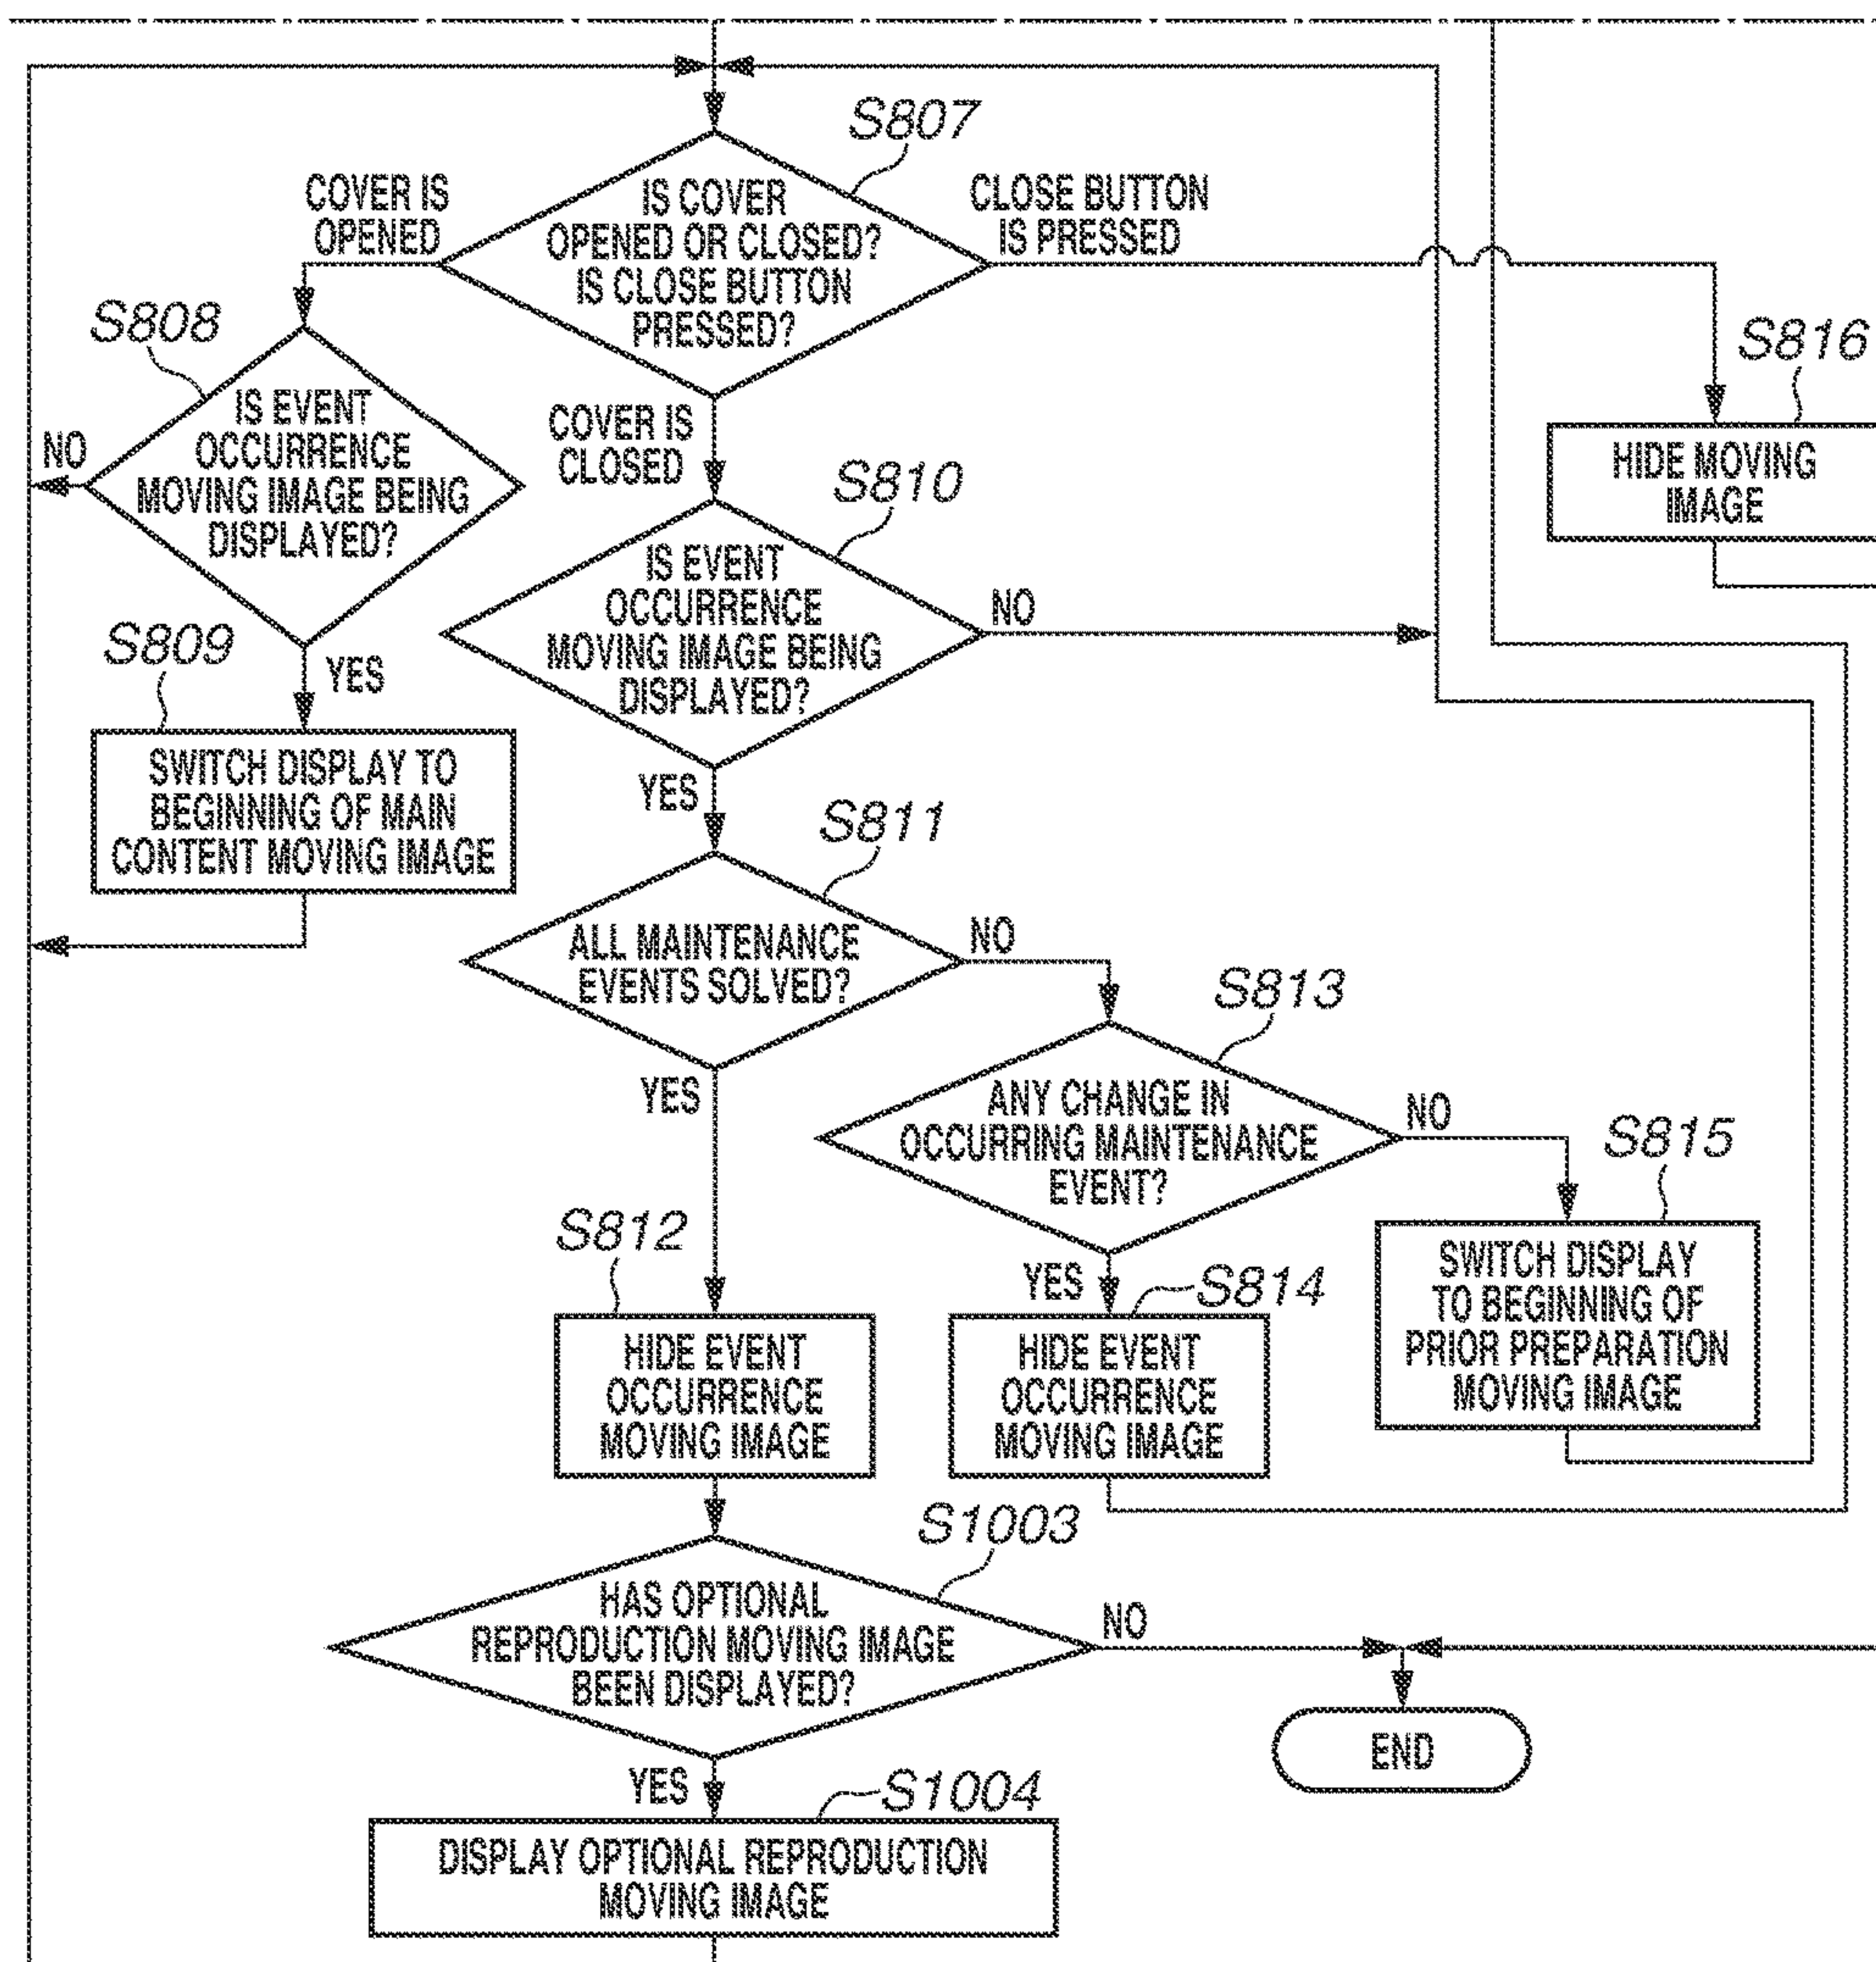 S807
IS COVER
OPENED OR CLOSED?
IS CLOSE BUTTON
PRESSED?
COVER IS
OPENED
CLOSE BUTTON
IS PRESSED
COVER IS
CLOSED
S808
IS EVENT
OCCURRENCE
MOVING IMAGE BEING
DISPLAYED?
NO
YES
S816
HIDE MOVING
IMAGE
S810
IS EVENT
OCCURRENCE
MOVING IMAGE BEING
DISPLAYED?
NO
YES
S809
SWITCH DISPLAY TO
BEGINNING OF MAIN
CONTENT MOVING IMAGE
S811
ALL MAINTENANCE
EVENTS SOLVED?
NO
YES
S813
ANY CHANGE IN
OCCURRING MAINTENANCE
EVENT?
NO
YES
S815
SWITCH DISPLAY
TO BEGINNING OF
PRIOR PREPARATION
MOVING IMAGE
S812
HIDE EVENT
OCCURRENCE
MOVING IMAGE
S814
HIDE EVENT
OCCURRENCE
MOVING IMAGE
S1003
HAS OPTIONAL
REPRODUCTION MOVING IMAGE
BEEN DISPLAYED?
NO
YES
END
S1004
DISPLAY OPTIONAL REPRODUCTION
MOVING IMAGE